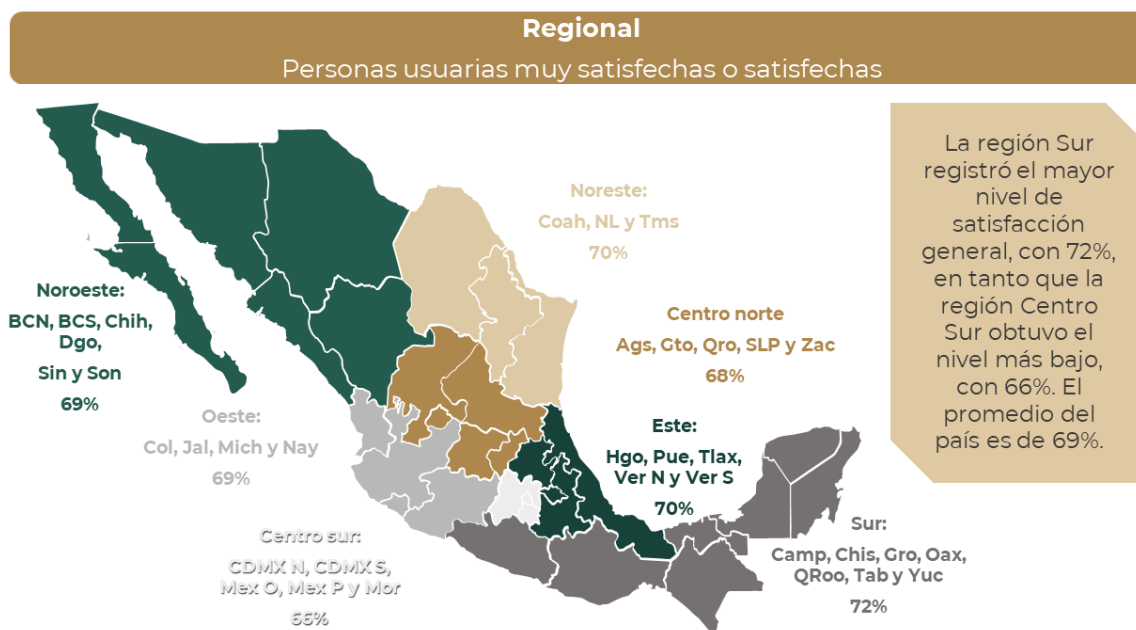 Regional
Personas usuarias muy satisfechas o satisfechas
Noreste:
Coah, NL y Tms
70%
Noroeste:
BCN, BCS, Chih,
Dgo,
Sin y Son
69%
Centro norte
Ags, Gto, Qro, SLP y Zac
68%
Oeste:
Col, Jal, Mich y Nay
69%
Este:
Hgo, Pue, Tlax,
Ver N y Ver S
70%
Centro sur:
CDMX N, CDMX S,
Mex O, Mex P y Mor
66%
Sur:
Camp, Chis, Gro, Oax,
QRoo, Tab y Yuc
72%
La región Sur
registró el mayor
nivel de
satisfacción
general, con 72%,
en tanto que la
región Centro
Sur obtuvo el
nivel más bajo,
con 66%. El
promedio del
país es de 69%.